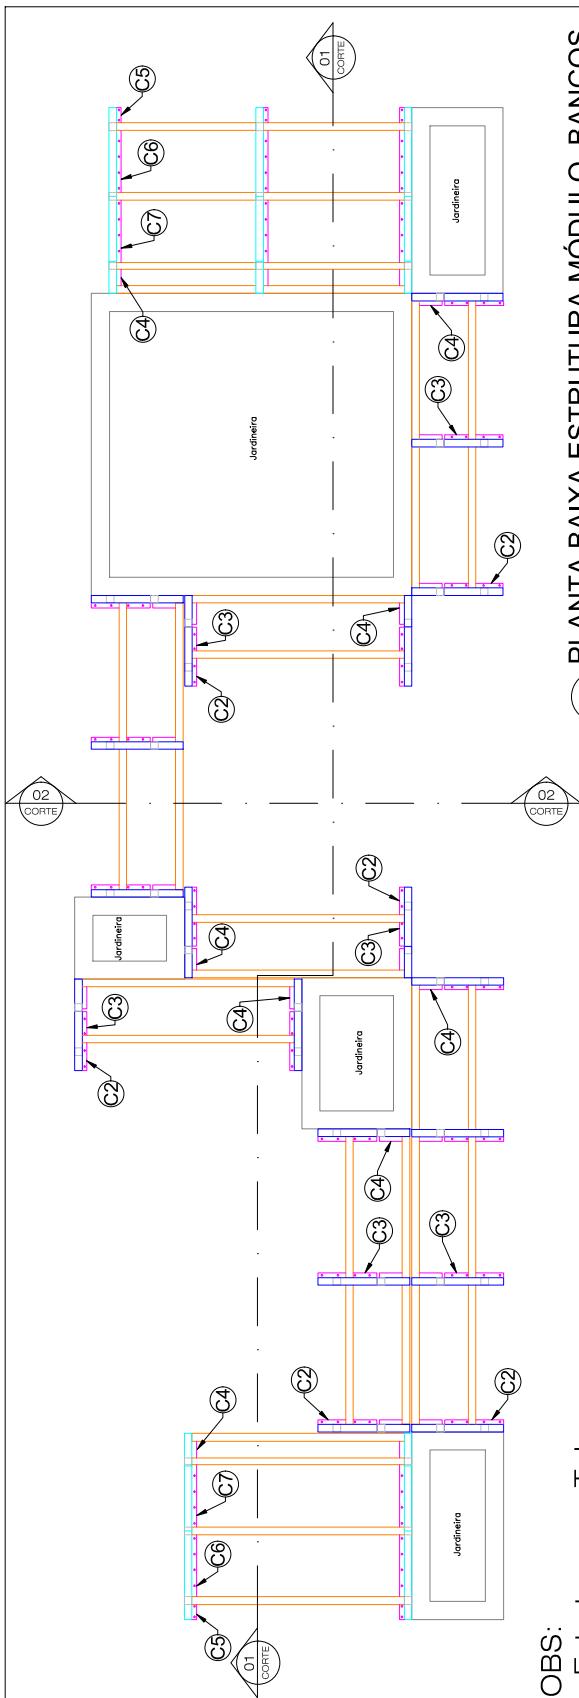 01
CORTE
C5
C6
C7
C4
Jardineira
Jardineira
C4
C3
C2
C3
C4
C2
02
CORTE
02
CORTE
Jardineira
C2
C3
C4
C3
C2
C4
C4
Jardineira
C4
C3
C3
C2
C2
C4
C7
C6
C5
Jardineira
01
CORTE
PLANTA BAIXA ESTRUTURA MÓDULO BANCOS
OBS: